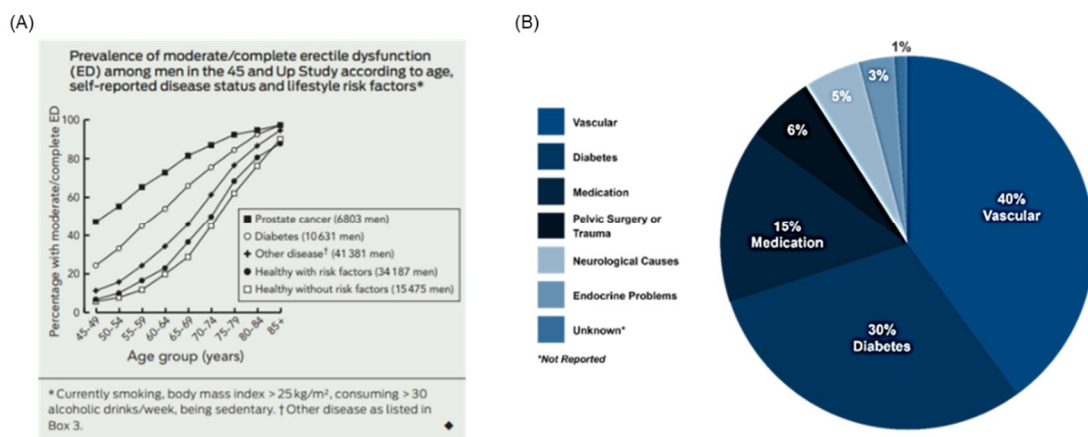 (A)
Prevalence of moderate/complete erectile dysfunction
(ED) among men in the 45 and Up Study according to age,
self-reported disease status and lifestyle risk factors*
Percentage with moderate/complete ED
100
80
60
40
20
0
Prostate cancer (6803 men)
Diabetes (10 631 men)
Other disease† (41 381 men)
Healthy with risk factors (34 187 men)
Healthy without risk factors (15 475 men)
45-49
50-54
55-59
60-64
65-69
70-74
75-79
80-84
85+
Age group (years)
* Currently smoking, body mass index > 25 kg/m², consuming > 30
alcoholic drinks/week, being sedentary. † Other disease as listed in
Box 3.
(B)
Vascular
Diabetes
Medication
Pelvic Surgery or
Trauma
Neurological Causes
Endocrine Problems
Unknown*
*Not Reported
1%
3%
5%
6%
15%
Medication
30%
Diabetes
40%
Vascular